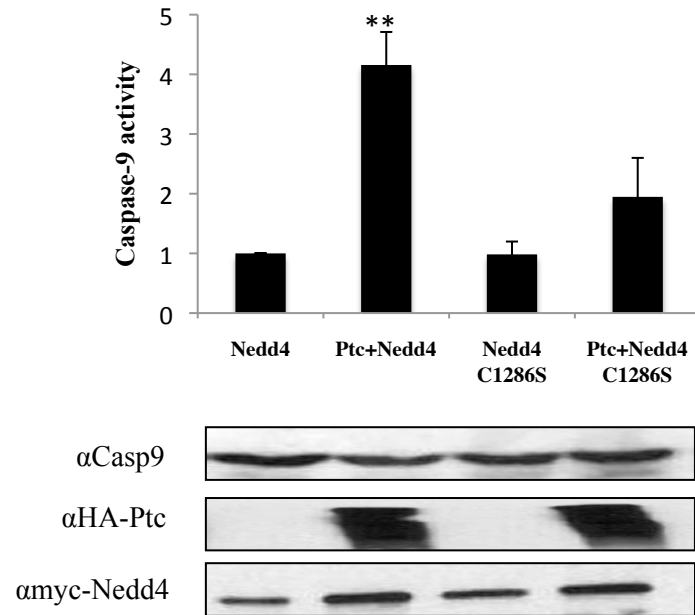 **
5
4
3
2
1
0
Caspase-9 activity
Nedd4 Ptc+Nedd4 Nedd4 Ptc+Nedd4
C1286S C1286S
αCasp9
αHA-Ptc
αmyc-Nedd4